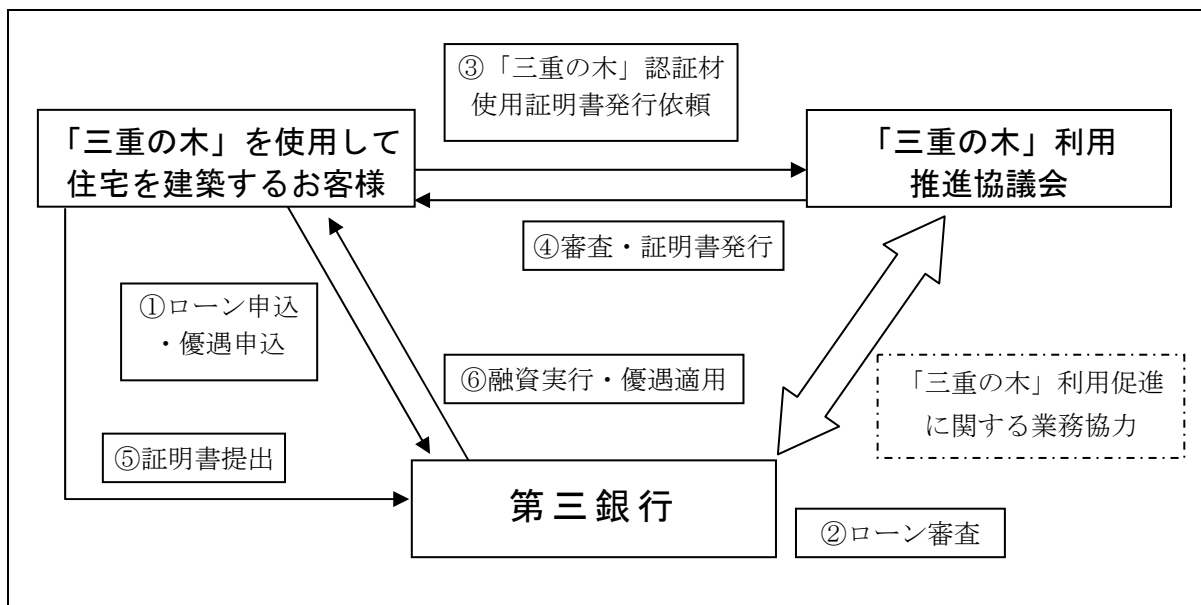 ③「三重の木」認証材
使用証明書発行依頼
「三重の木」を使用して
住宅を建築するお客様
「三重の木」利用
推進協議会
④審査・証明書発行
①ローン申込
・優遇申込
⑥融資実行・優遇適用
「三重の木」利用促進
に関する業務協力
⑤証明書提出
第三銀行
②ローン審査